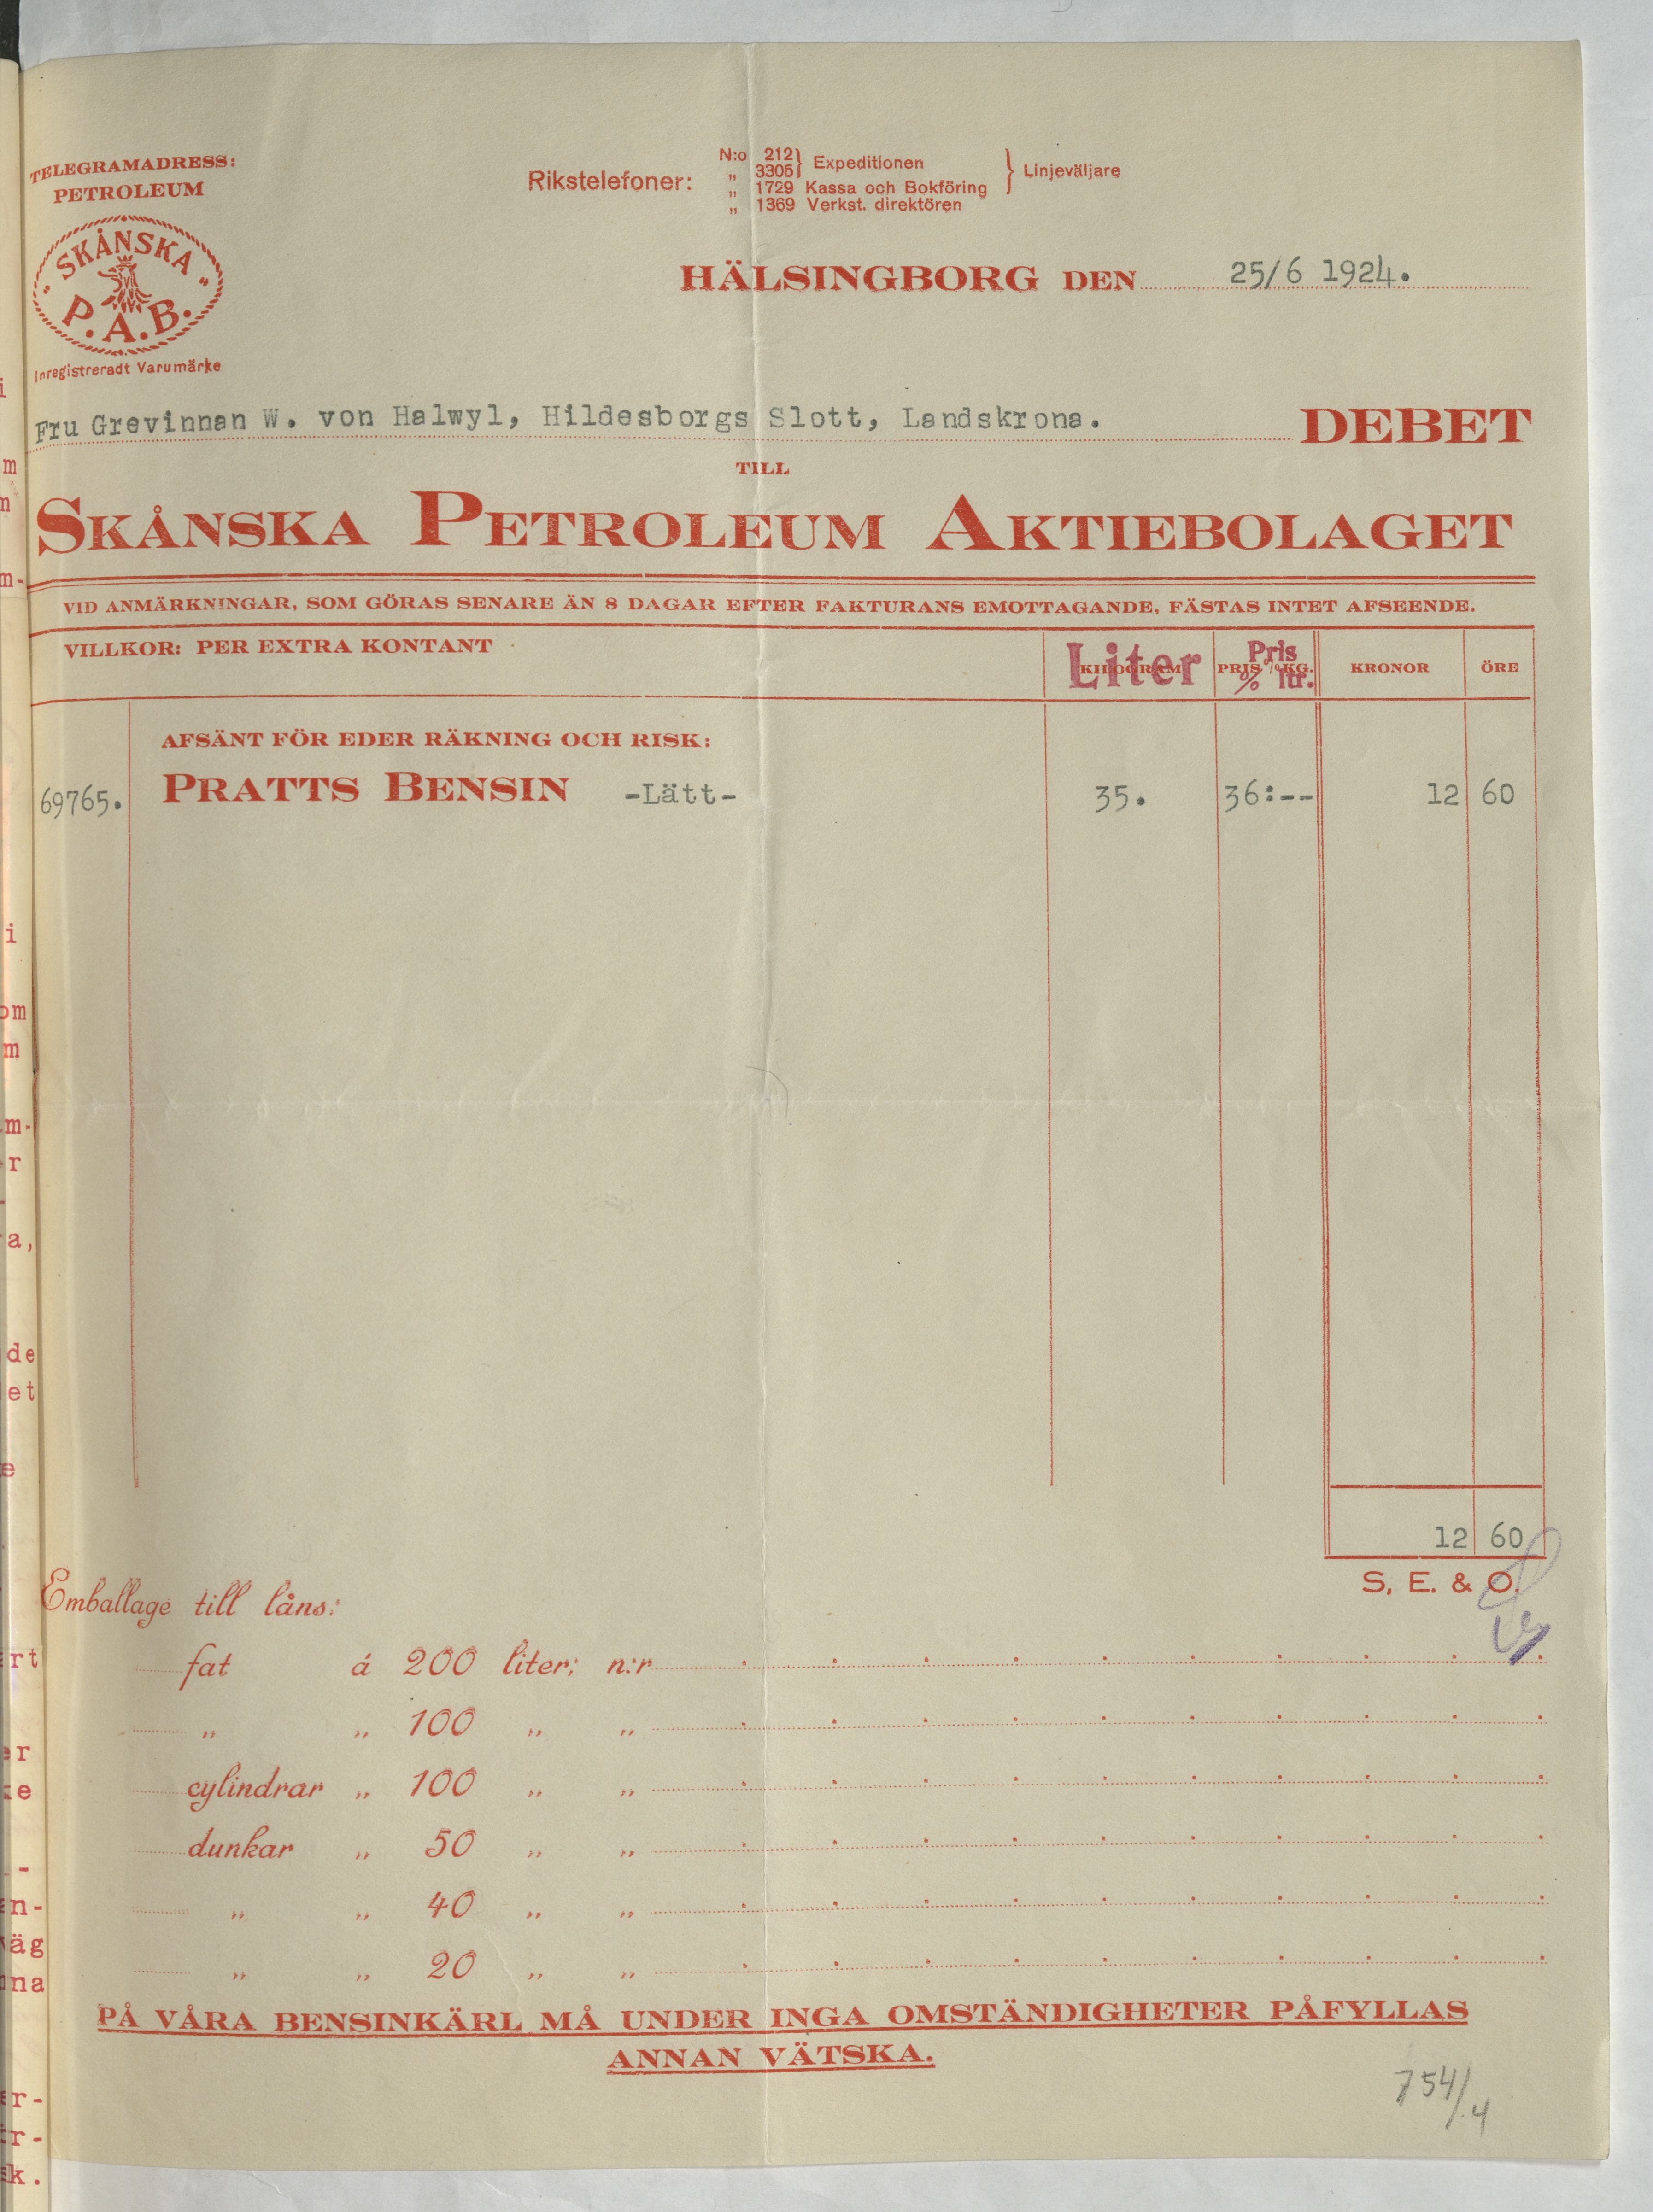 TELEGRAMADRESS:
PETROLEUM
"SKÅNSKA"
P.A.B.
Inregistreradt Varumärke
Rikstelefoner:
N:o 212 } Expeditionen
„ 3305
„ 1729 Kassa och Bokföring
„ 1369 Verkst. direktören
} Linjeväljare
HÄLSINGBORG DEN 25/6 1924.
Fru Grevinnan W. von Halwyl, Hildesborgs Slott, Landskrona. DEBET
TILL
SKÅNSKA PETROLEUM AKTIEBOLAGET
VID ANMÄRKNINGAR, SOM GÖRAS SENARE ÄN 8 DAGAR EFTER FAKTURANS EMOTTAGANDE, FÄSTAS INTET AFSEENDE.
VILLKOR: PER EXTRA KONTANT
KILOGRAM PRIS % KG. KRONOR ÖRE
Liter Pris % ltr.
AFSÄNT FÖR EDER RÄKNING OCH RISK:
69765. PRATTS BENSIN -Lätt- 35. 36:-- 12 60
12 60
S. E. & O.
Emballage till låns:
fat á 200 liter; n:r
„ „ 100 „ „
cylindrar „ 100 „ „
dunkar „ 50 „ „
„ „ 40 „ „
„ „ 20 „ „
PÅ VÅRA BENSINKÄRL MÅ UNDER INGA OMSTÄNDIGHETER PÅFYLLAS
ANNAN VÄTSKA.
754/4